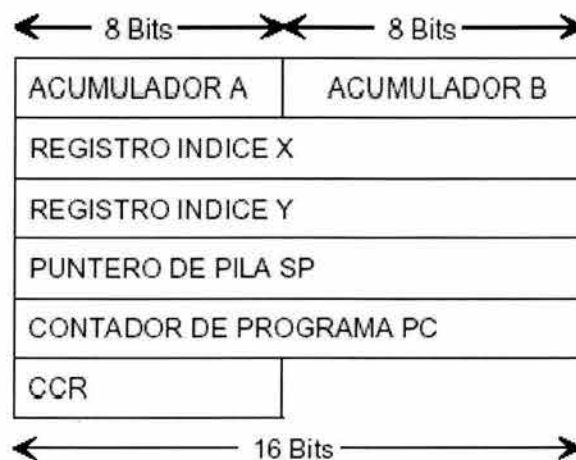 8 Bits 8 Bits
ACUMULADOR A ACUMULADOR B
REGISTRO INDICE X
REGISTRO INDICE Y
PUNTERO DE PILA SP
CONTADOR DE PROGRAMA PC
CCR
16 Bits